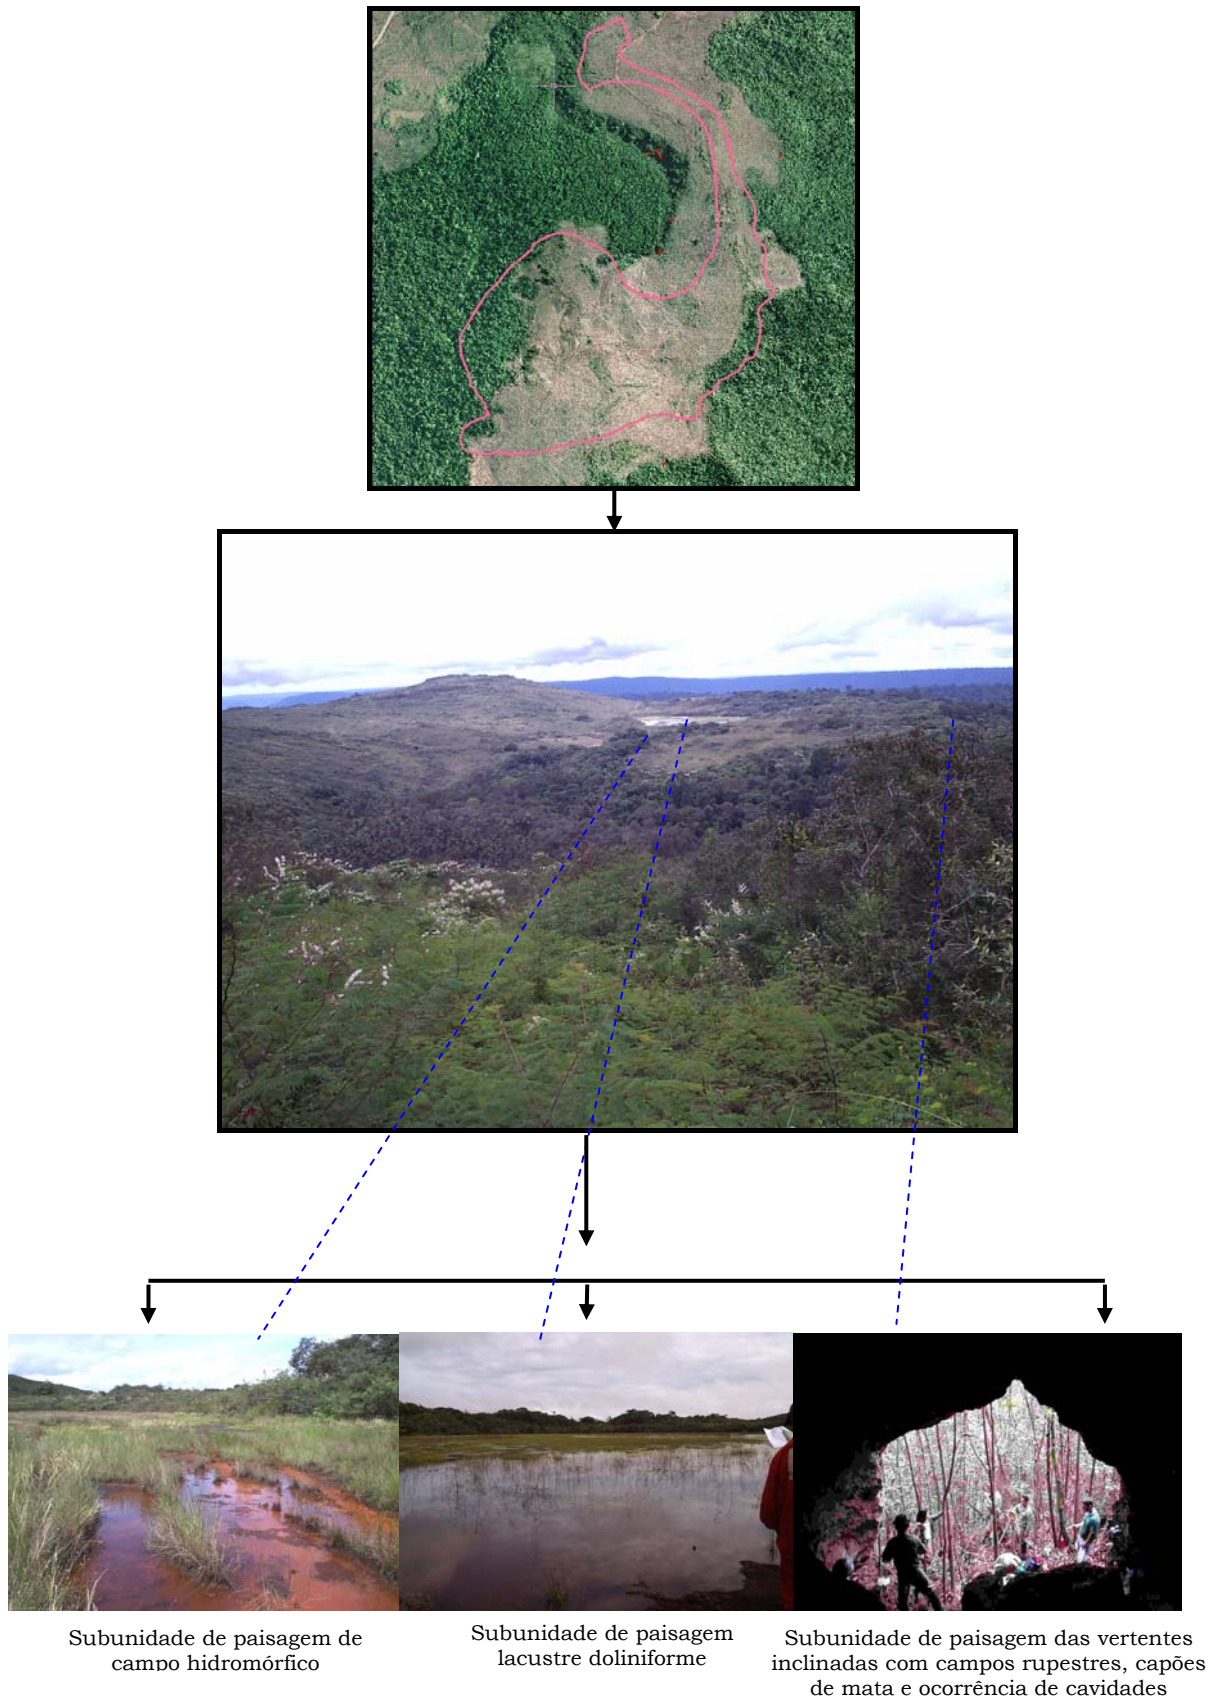 Subunidade de paisagem de
campo hidromórfico
Subunidade de paisagem
lacustre doliniforme
Subunidade de paisagem das vertentes
inclinadas com campos rupestres, capões
de mata e ocorrência de cavidades